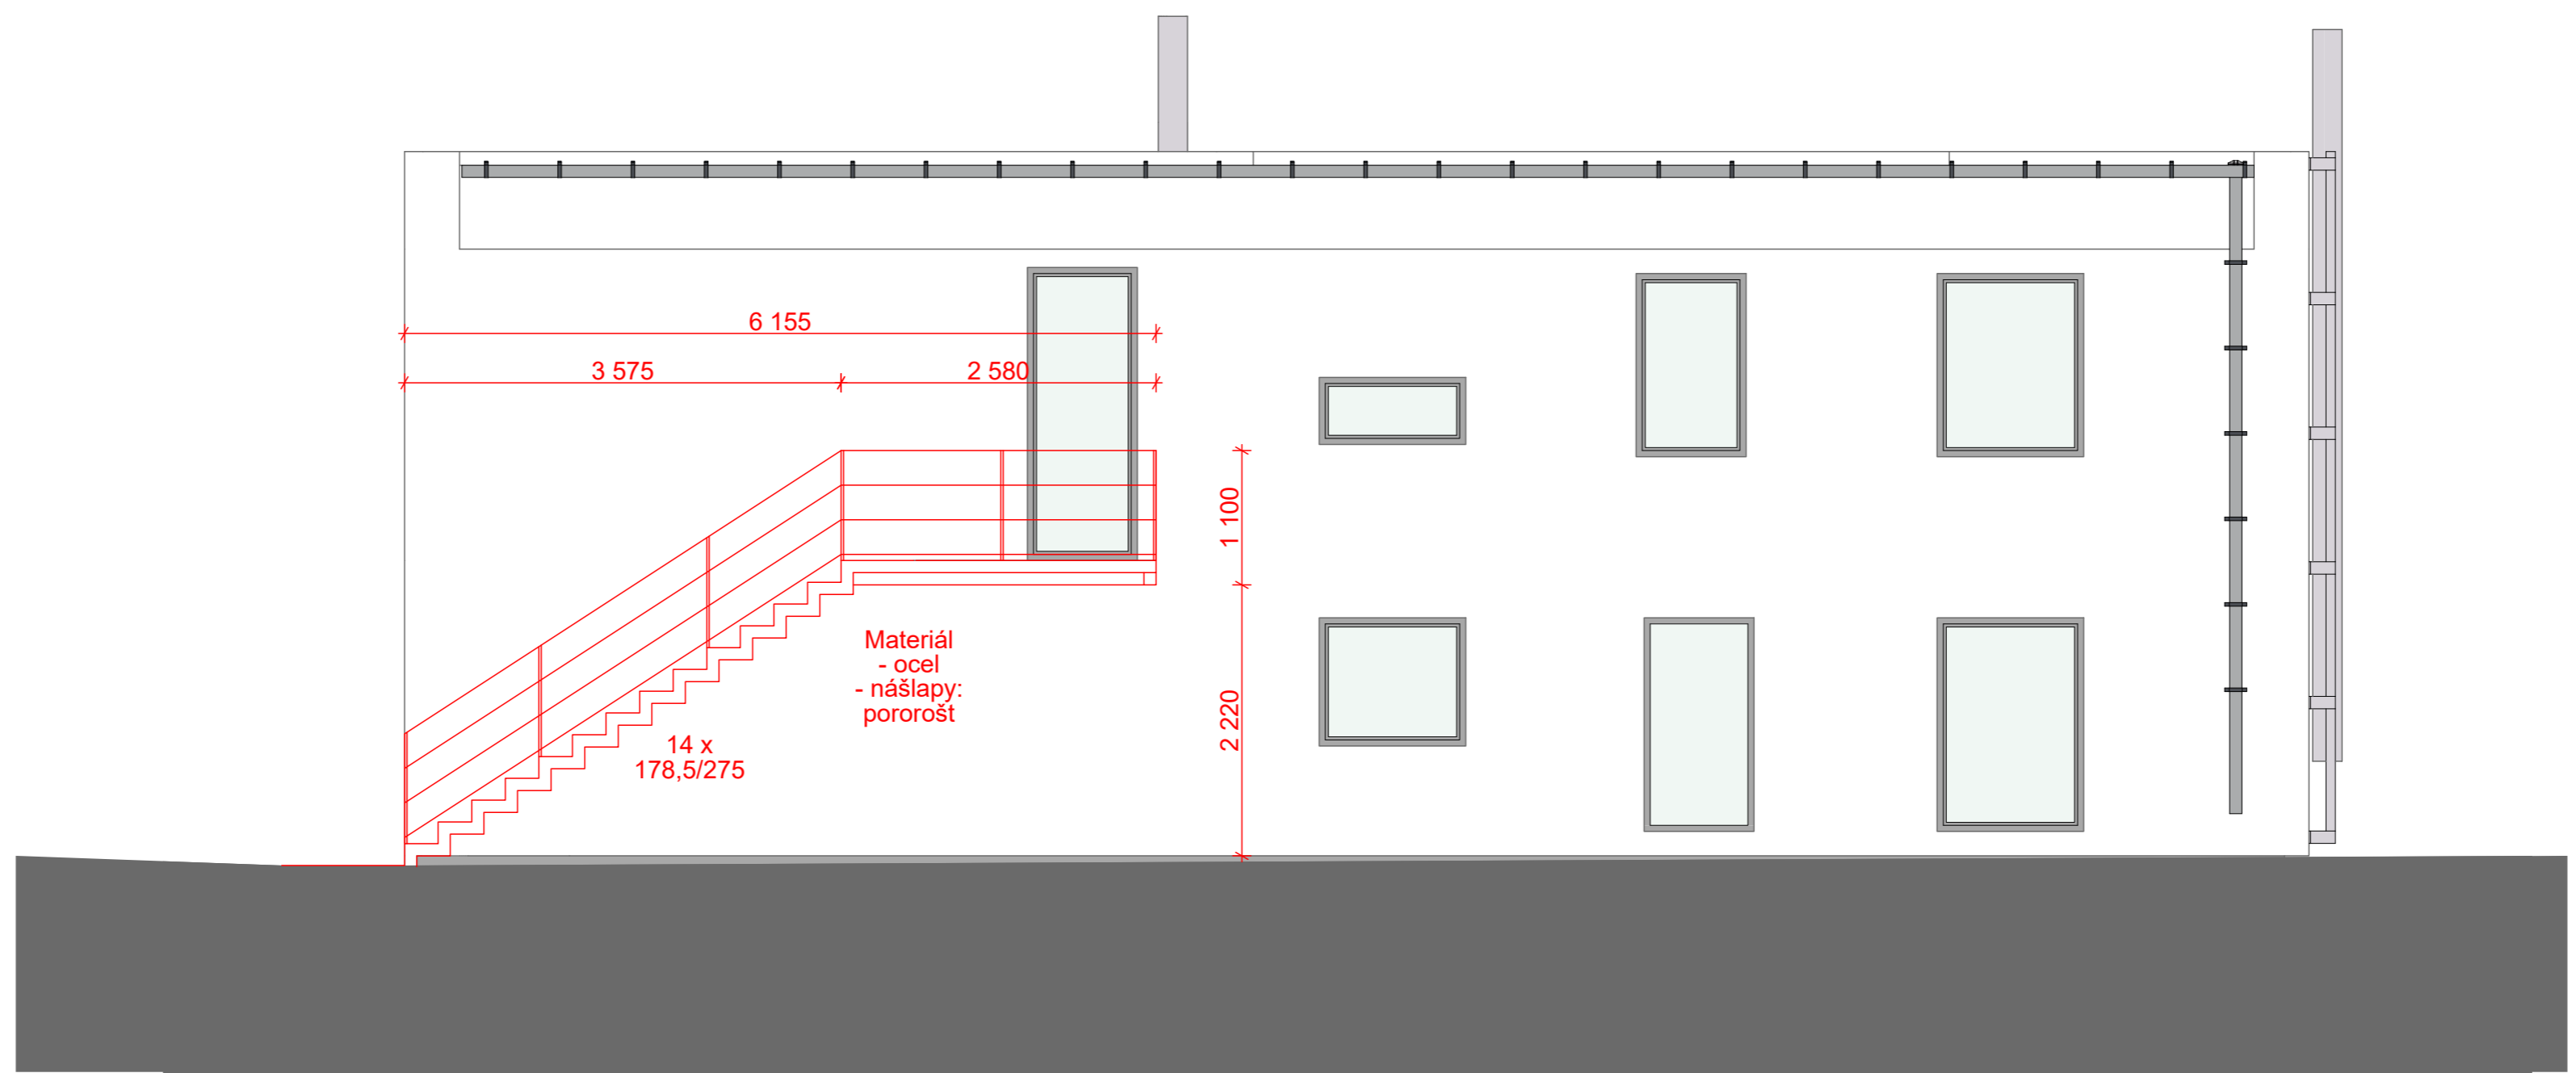 6 155
3 575
2 580
1 100
Materiál
- ocel
- nášlapy:
pororošt
2 220
14 x
178,5/275